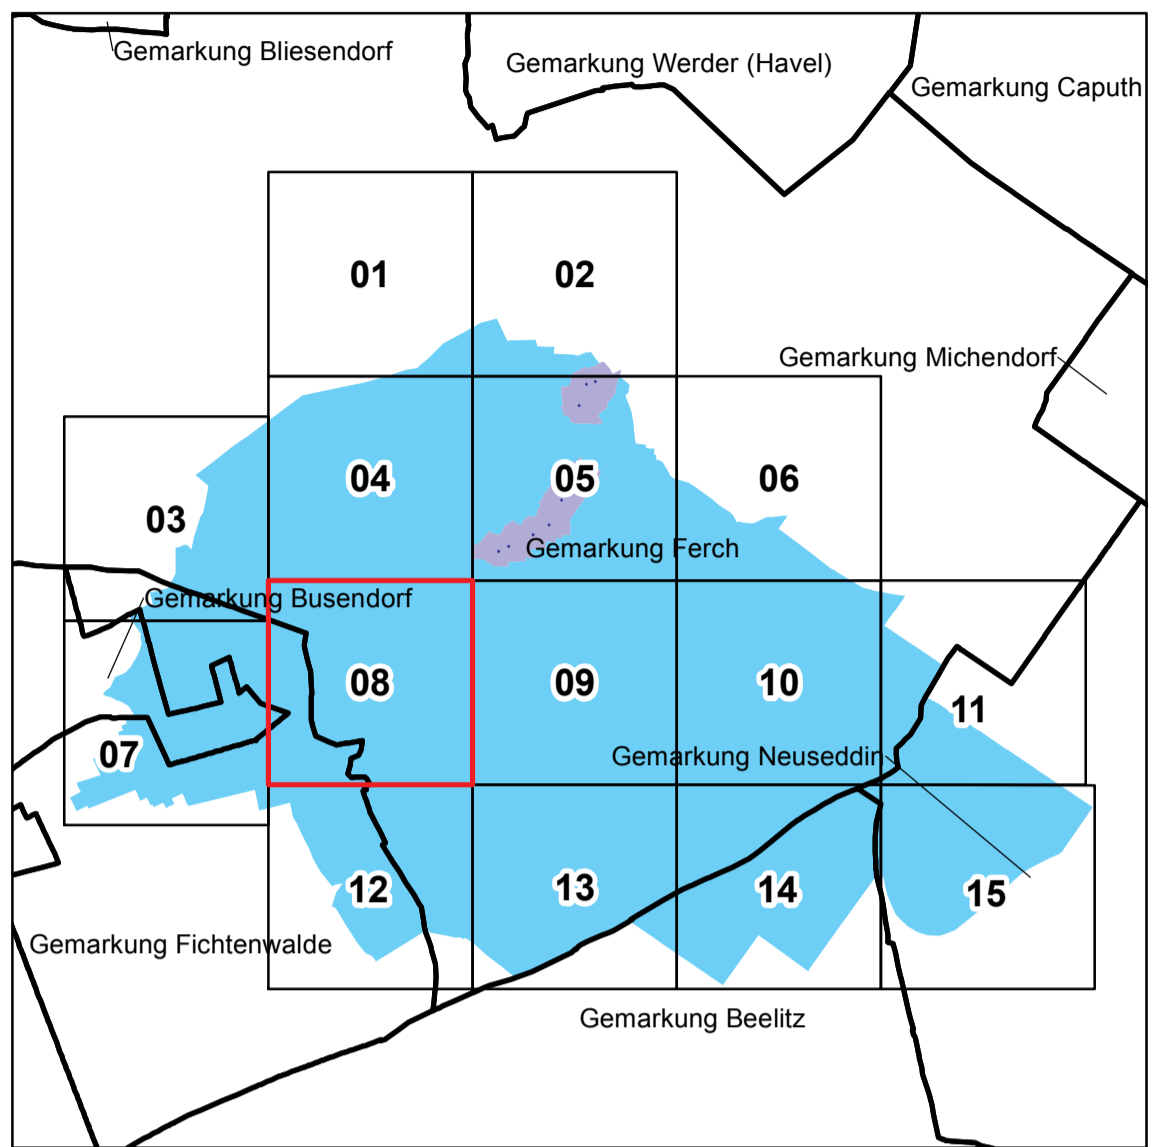 Gemarkung Bliesendorf
Gemarkung Werder (Havel)
Gemarkung Caputh
01
02
Gemarkung Michendorf
04
05
06
03
Gemarkung Ferch
Gemarkung Busendorf
08
09
10
11
07
Gemarkung Neuseddin
12
13
14
15
Gemarkung Fichtenwalde
Gemarkung Beelitz